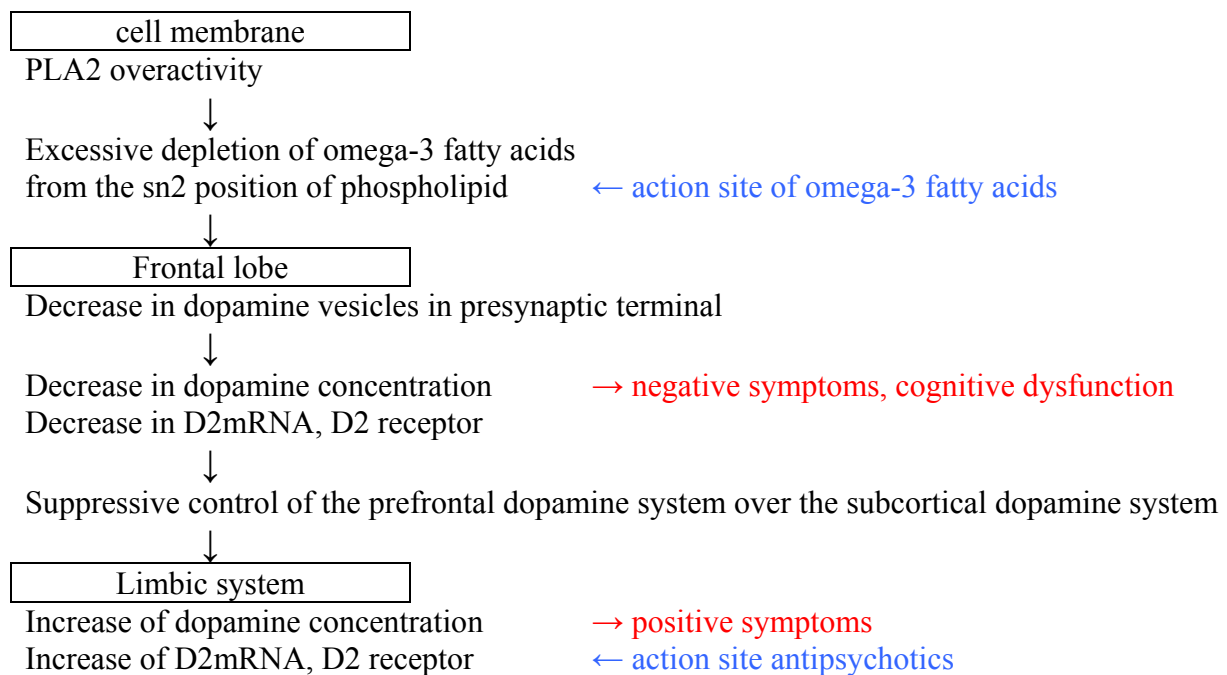 cell membrane
PLA2 overactivity
↓
Excessive depletion of omega-3 fatty acids
from the sn2 position of phospholipid ← action site of omega-3 fatty acids
↓
Frontal lobe
Decrease in dopamine vesicles in presynaptic terminal
↓
Decrease in dopamine concentration → negative symptoms, cognitive dysfunction
Decrease in D2mRNA, D2 receptor
↓
Suppressive control of the prefrontal dopamine system over the subcortical dopamine system
↓
Limbic system
Increase of dopamine concentration → positive symptoms
Increase of D2mRNA, D2 receptor ← action site antipsychotics